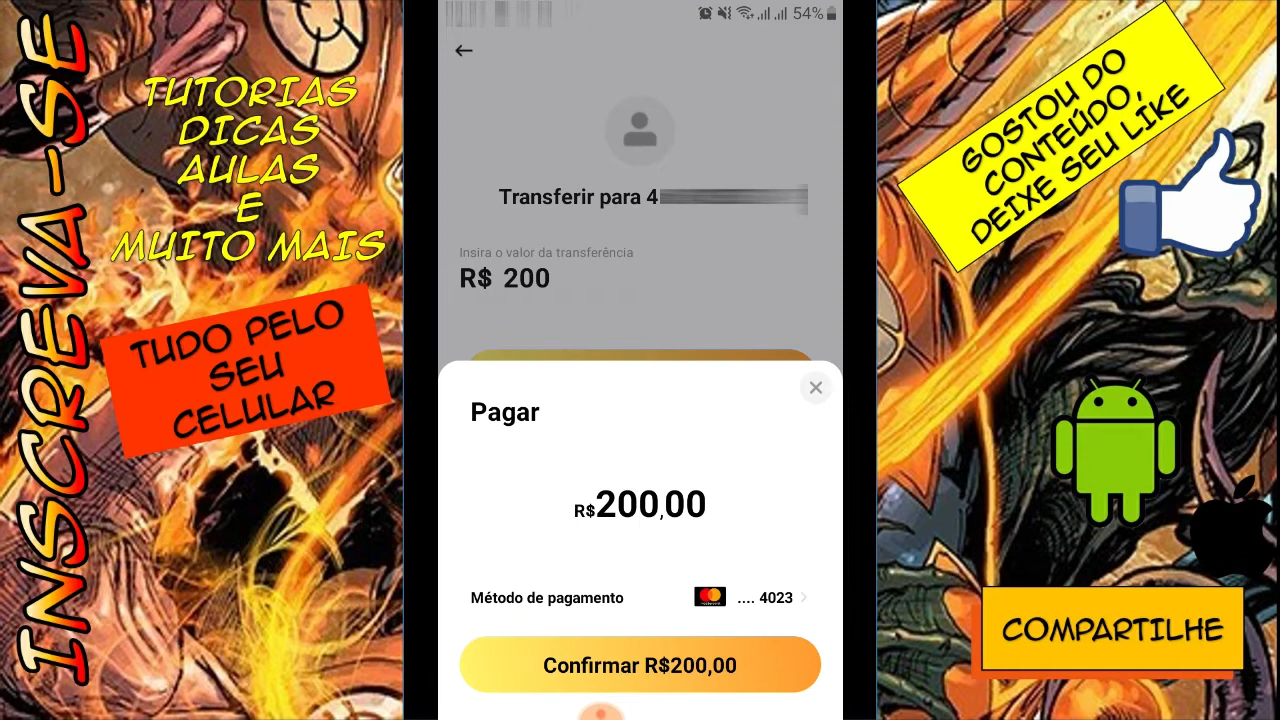 INSCREVA-SE
TUTORIAS
DICAS
AULAS
E
MUITO MAIS
TUDO PELO
SEU
CELULAR
54%
Transferir para 4
Insira o valor da transferência
R$ 200
Pagar
R$200,00
Método de pagamento
.... 4023
Confirmar R$200,00
GOSTOU DO
CONTEÚDO,
DEIXE SEU LIKE
COMPARTILHE